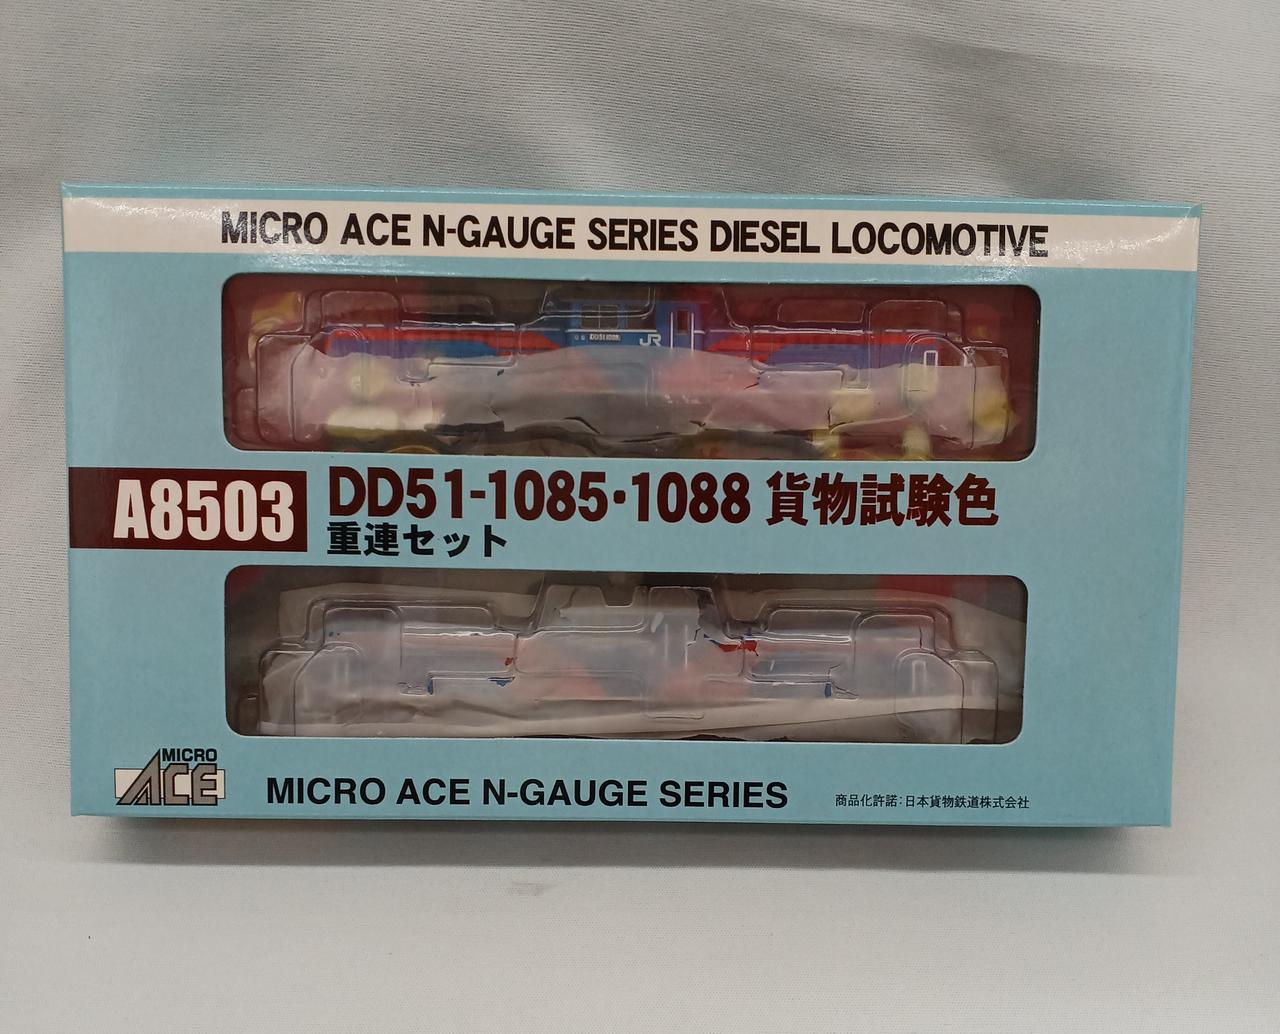 MICRO ACE N-GAUGE SERIES DIESEL LOCOMOTIVE
JR
A8503
DD51-1085・1088 貨物試験色
重連セット
MICRO
ACE
MICRO ACE N-GAUGE SERIES
商品化許諾：日本貨物鉄道株式会社